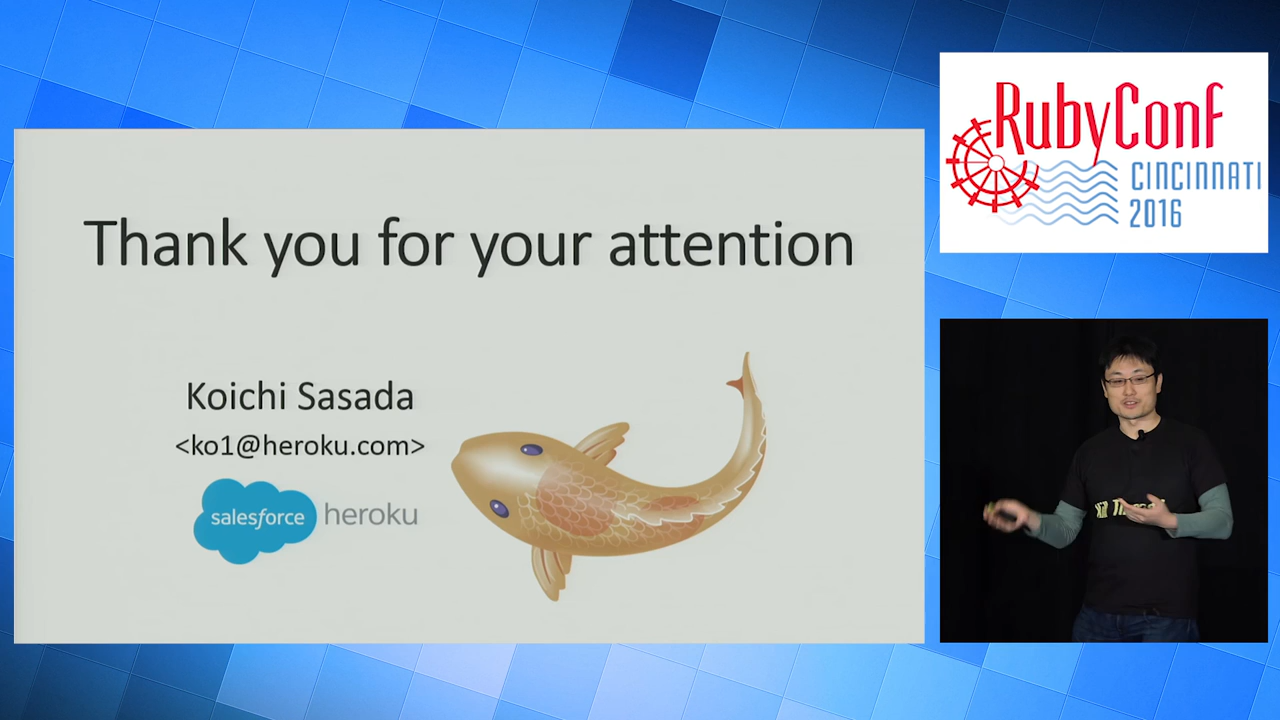 Thank you for your attention
Koichi Sasada
<ko1@heroku.com>
salesforce heroku
RubyConf
CINCINNATI
2016